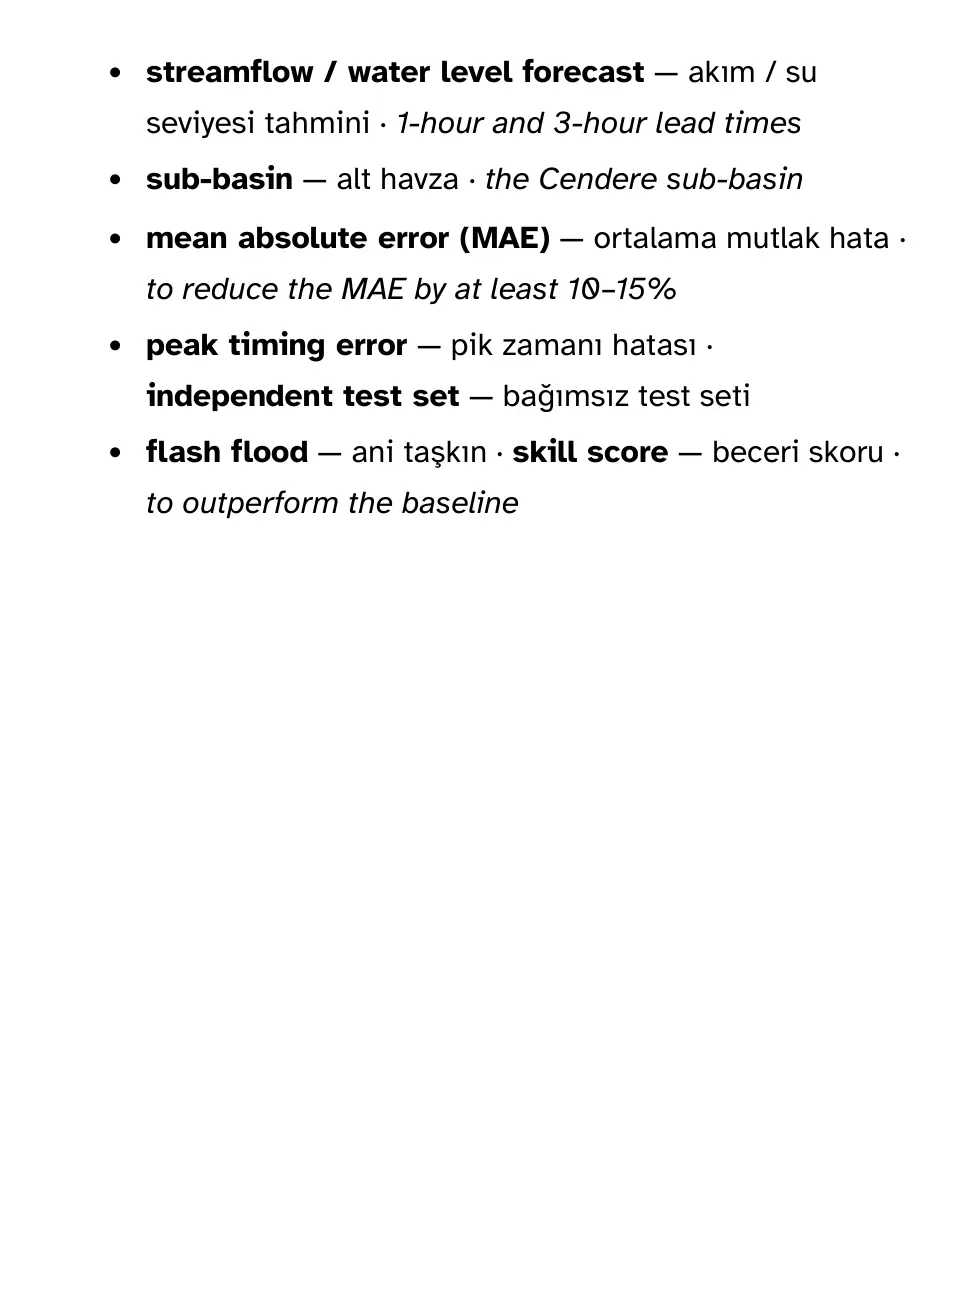 • streamflow / water level forecast — akım / su
seviyesi tahmini · 1-hour and 3-hour lead times
• sub-basin — alt havza · the Cendere sub-basin
• mean absolute error (MAE) — ortalama mutlak hata ·
to reduce the MAE by at least 10–15%
• peak timing error — pik zamanı hatası ·
independent test set — bağımsız test seti
• flash flood — ani taşkın · skill score — beceri skoru ·
to outperform the baseline